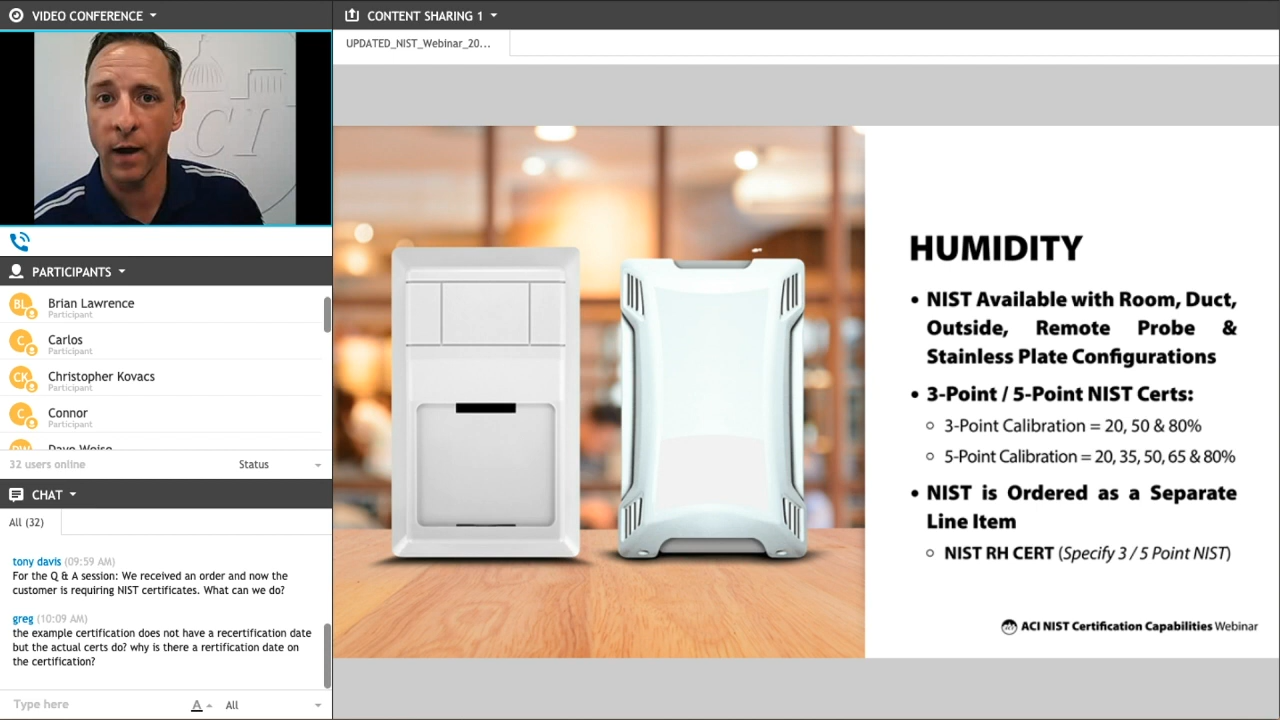 VIDEO CONFERENCE
CONTENT SHARING 1
UPDATED_NIST_Webinar_20...
CI
PARTICIPANTS
BL
Brian Lawrence
Participant
C
Carlos
Participant
CK
Christopher Kovacs
Participant
C
Connor
Participant
32 users online
Status
CHAT
All (32)
tony davis (09:59 AM)
For the Q & A session: We received an order and now the
customer is requiring NIST certificates. What can we do?
greg (10:09 AM)
the example certification does not have a recertification date
but the actual certs do? why is there a rertification date on
the certification?
Type here
A
All
HUMIDITY
• NIST Available with Room, Duct,
Outside, Remote Probe &
Stainless Plate Configurations
• 3-Point / 5-Point NIST Certs:
○ 3-Point Calibration = 20, 50 & 80%
○ 5-Point Calibration = 20, 35, 50, 65 & 80%
• NIST is Ordered as a Separate
Line Item
○ NIST RH CERT (Specify 3 / 5 Point NIST)
ACI NIST Certification Capabilities Webinar